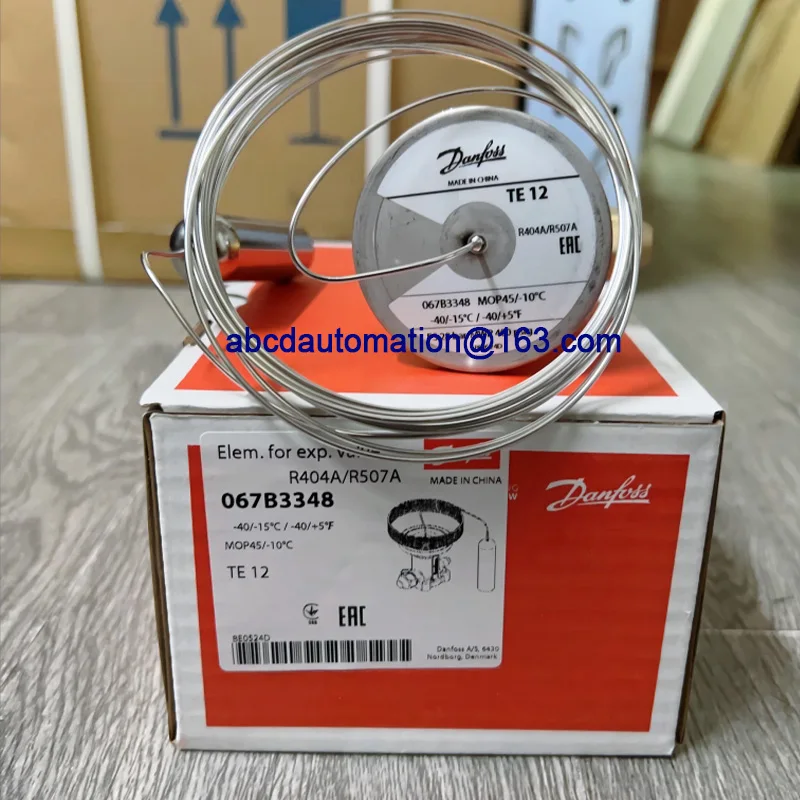 Danfoss
MADE IN CHINA
TE 12
R404A/R507A
EAC
067B3348 MOP45/-10°C
-40/-15°C / -40/+5°F
abcdautomation@163.com
Elem. for exp. valve
R404A/R507A
MADE IN CHINA
067B3348
-40/-15°C / -40/+5°F
MOP45/-10°C
TE 12
EAC
BE0524D
Danfoss A/S, 6430
Nordborg, Denmark
Danfoss